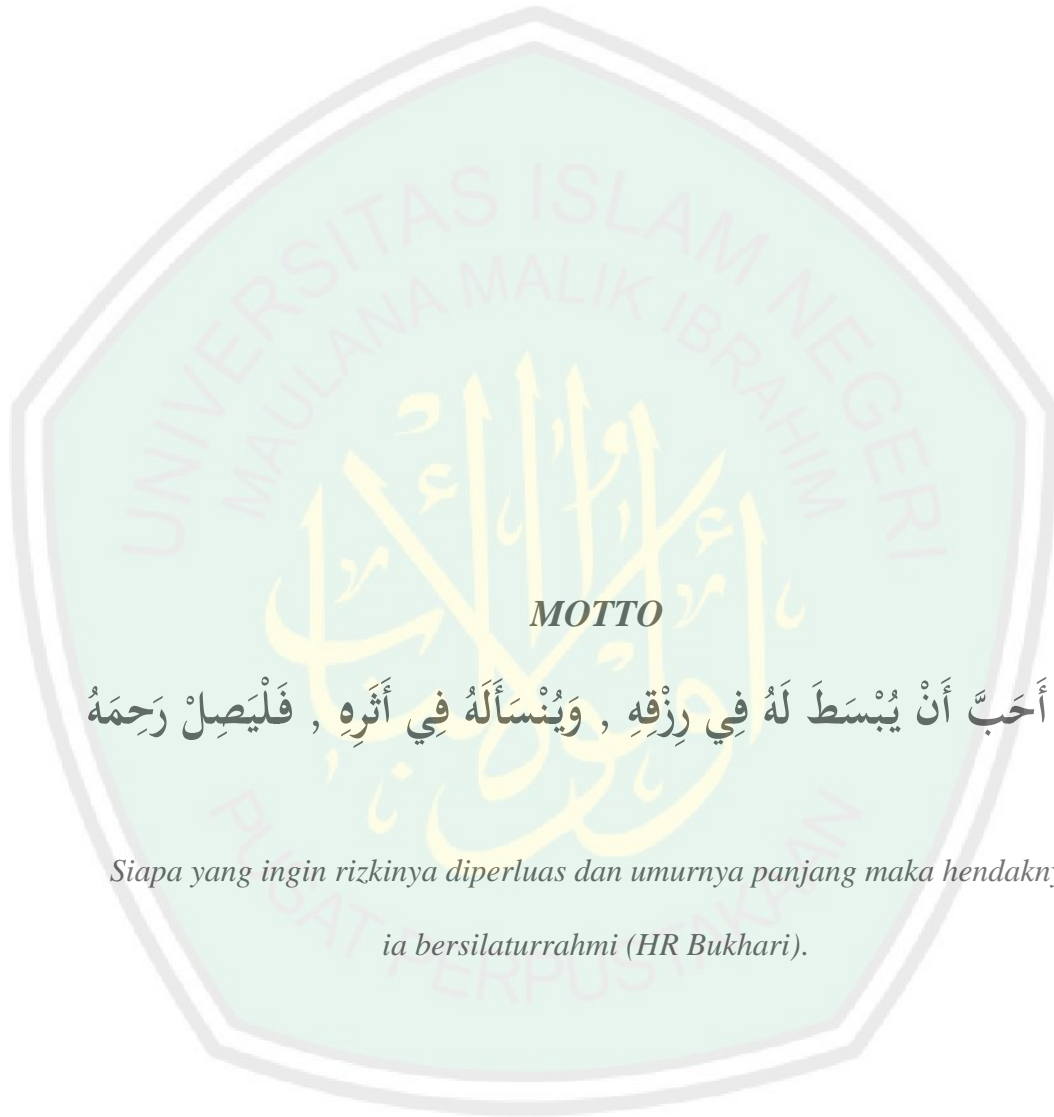 UNIVERSITAS ISLAM NEGERI
MAULANA MALIK IBRAHIM
MOTTO
أَحَبَّ أَنْ يُبْسَطَ لَهُ فِي رِزْقِهِ , وَيُنْسَأَلَهُ فِي أَثَرِهِ , فَلْيَصِلْ رَحِمَهُ
Siapa yang ingin rizkinya diperluas dan umurnya panjang maka hendakny
ia bersilaturrahmi (HR Bukhari).
PUSAT PERPUSTAKAAN